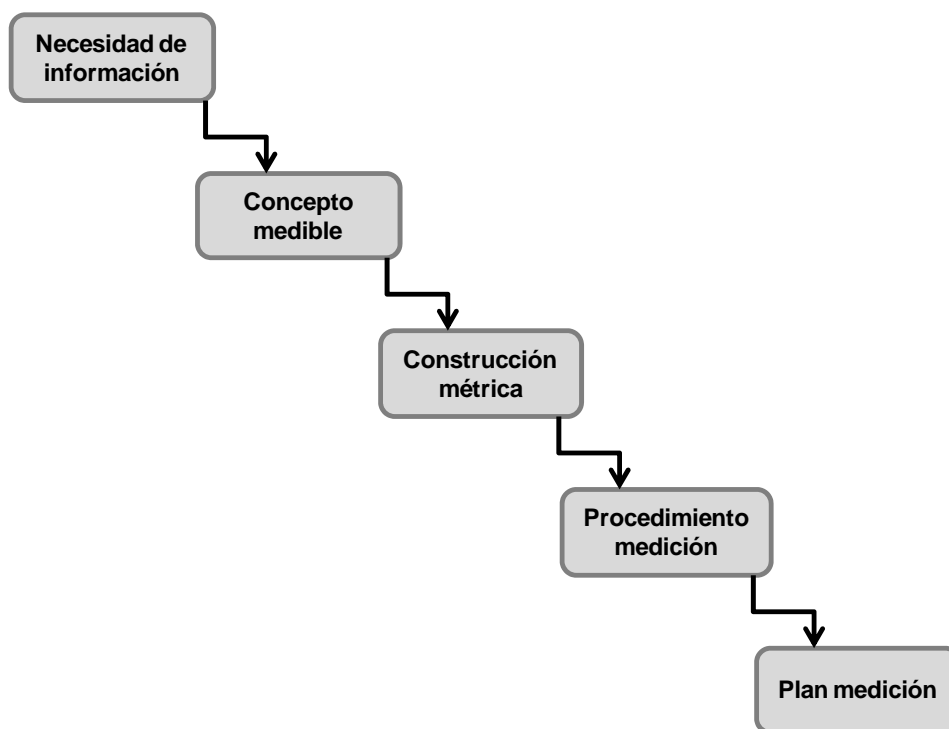 Necesidad de
información
Concepto
medible
Construcción
métrica
Procedimiento
medición
Plan medición